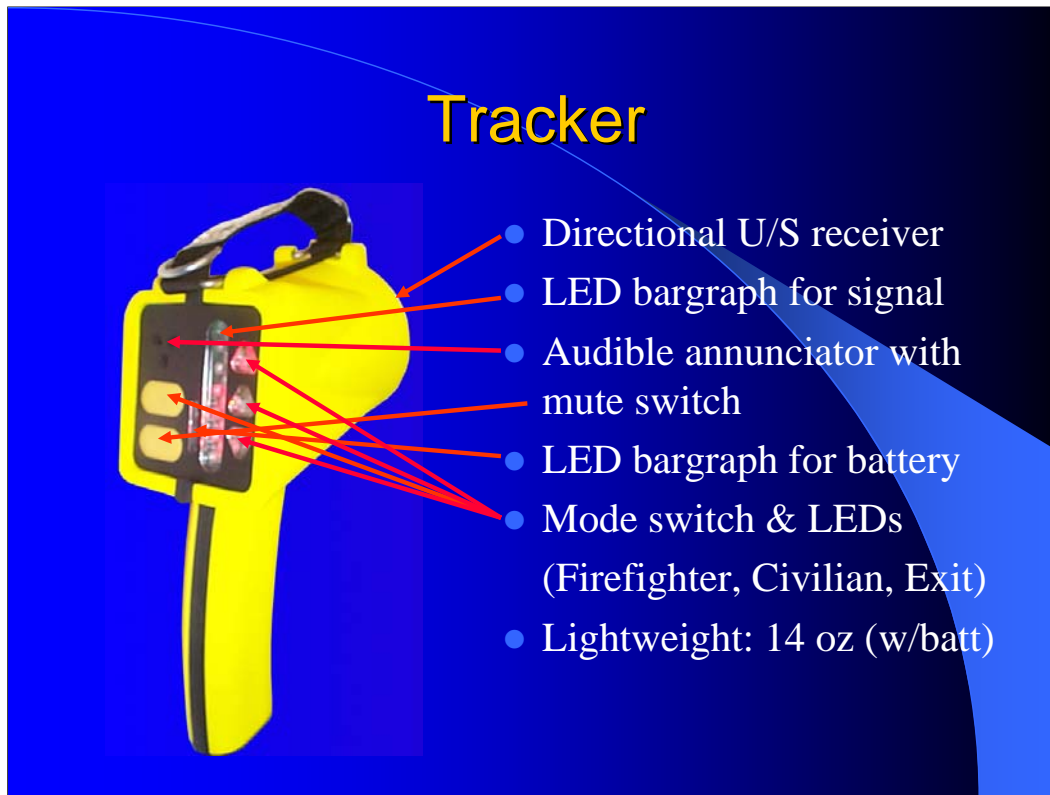 Tracker
Directional U/S receiver
LED bargraph for signal
Audible annunciator with
mute switch
LED bargraph for battery
Mode switch & LEDs
(Firefighter, Civilian, Exit)
Lightweight: 14 oz (w/batt)